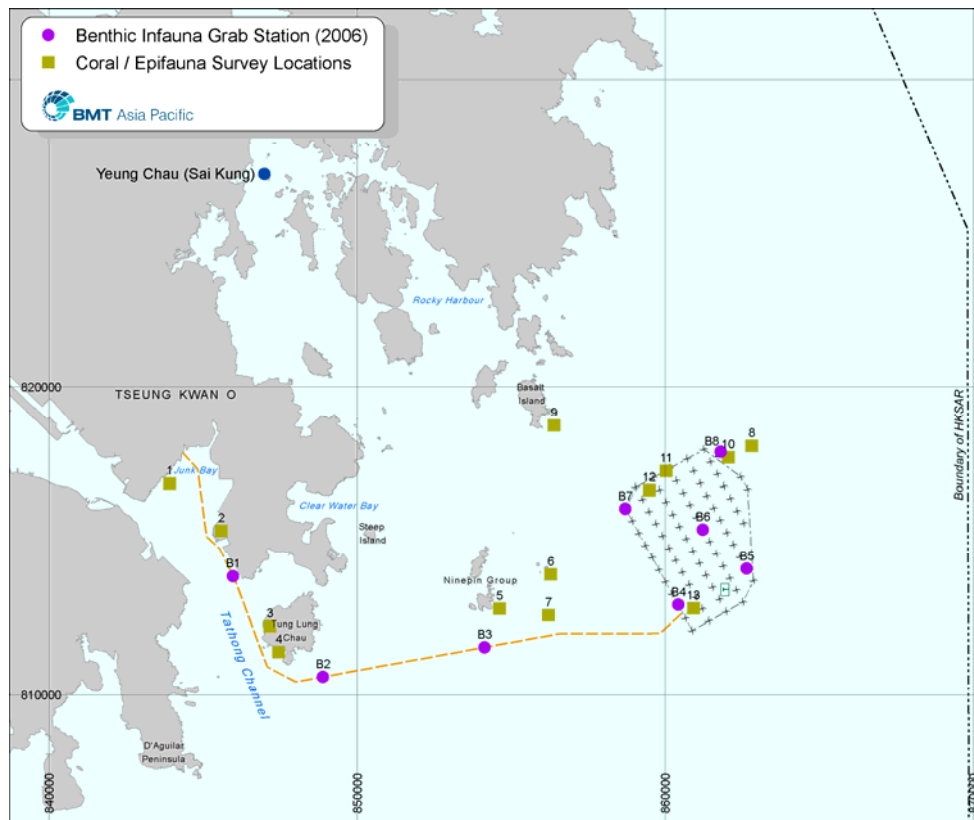 Benthic Infauna Grab Station (2006)
Coral / Epifauna Survey Locations
BMT Asia Pacific
Yeung Chau (Sai Kung)
Rocky Harbour
820000
TSEUNG KWAN O
Basalt
Island
9
Boundary of HKSAR
B8
8
10
11
1
Junk Bay
12
Clear Water Bay
B7
2
Steep
Island
B6
B1
6
B5
Ninepin Group
5
7
B4
13
3
Tung Lung
Chau
4
Tathong Channel
B3
B2
810000
D'Aguilar
Peninsula
840000
850000
860000